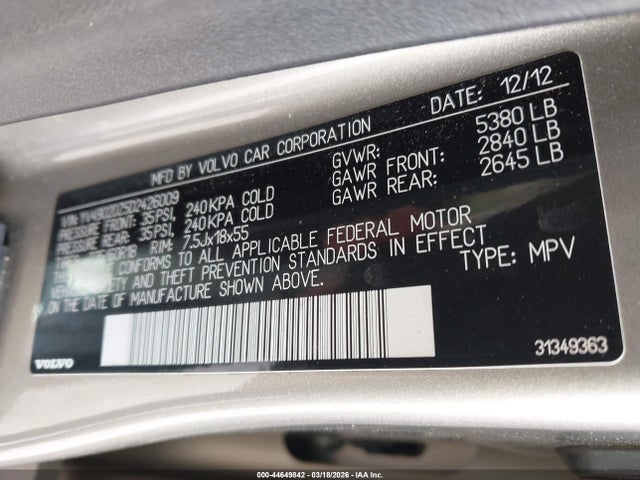 DATE: 12/12
MFD BY VOLVO CAR CORPORATION
GVWR: 5380 LB
GAWR FRONT: 2840 LB
GAWR REAR: 2645 LB
VIN:
PRESSURE FRONT: 35PSI, 240KPA COLD
PRESSURE REAR: 35PSI, 240KPA COLD
RIM: 7.5Jx18x55
CONFORMS TO ALL APPLICABLE FEDERAL MOTOR
SAFETY AND THEFT PREVENTION STANDARDS IN EFFECT
ON THE DATE OF MANUFACTURE SHOWN ABOVE.
TYPE: MPV
VOLVO
31349363
000-44649842 | 03/18/2026 | IAA Inc.